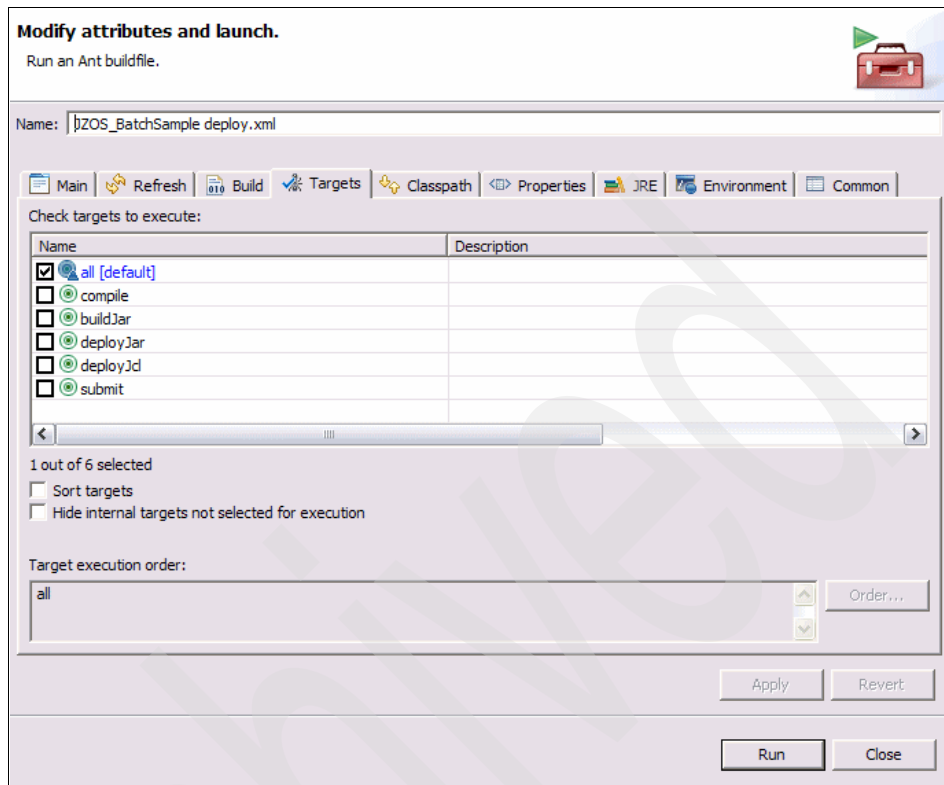 Modify attributes and launch.
Run an Ant buildfile.
Name: JZOS_BatchSample deploy.xml
Main Refresh Build Targets Classpath Properties JRE Environment Common
Check targets to execute:
Name Description
all [default]
compile
buildJar
deployJar
deployJcl
submit
1 out of 6 selected
Sort targets
Hide internal targets not selected for execution
Target execution order:
all Order...
Apply Revert
Run Close